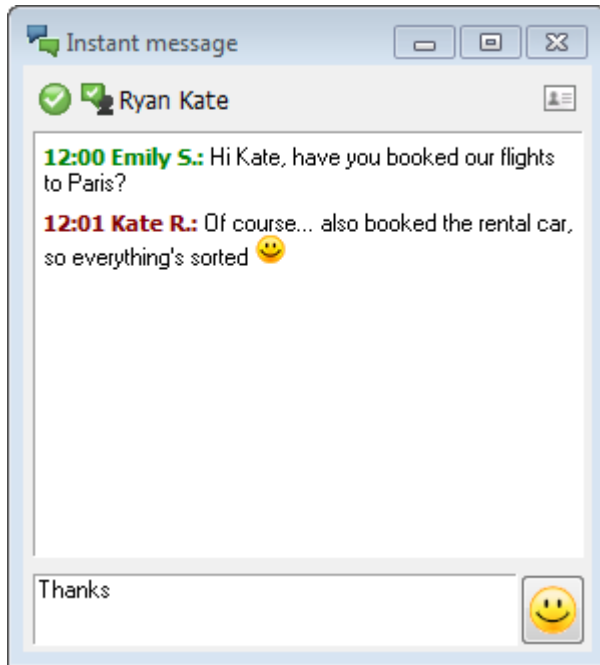 Instant message
Ryan Kate
12:00 Emily S.: Hi Kate, have you booked our flights
to Paris?
12:01 Kate R.: Of course... also booked the rental car,
so everything's sorted
Thanks